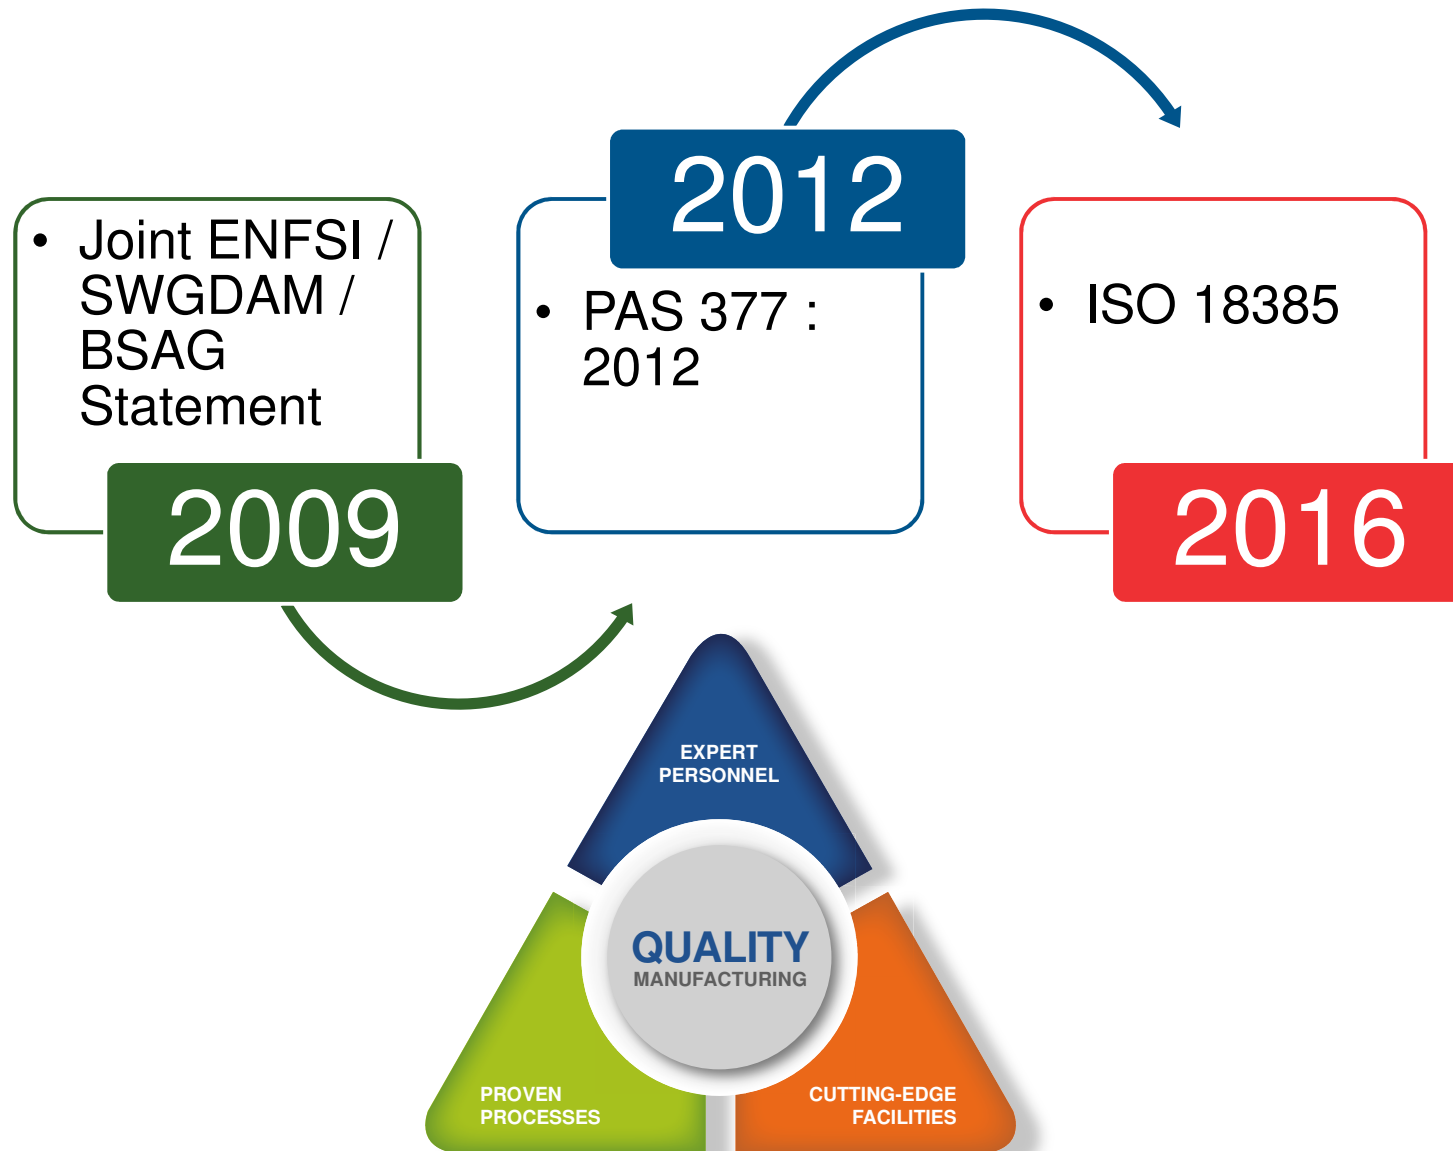 • Joint ENFSI /
SWGDAM /
BSAG
Statement
2009
2012
• PAS 377 :
2012
• ISO 18385
2016
EXPERT
PERSONNEL
QUALITY
MANUFACTURING
PROVEN
PROCESSES
CUTTING-EDGE
FACILITIES